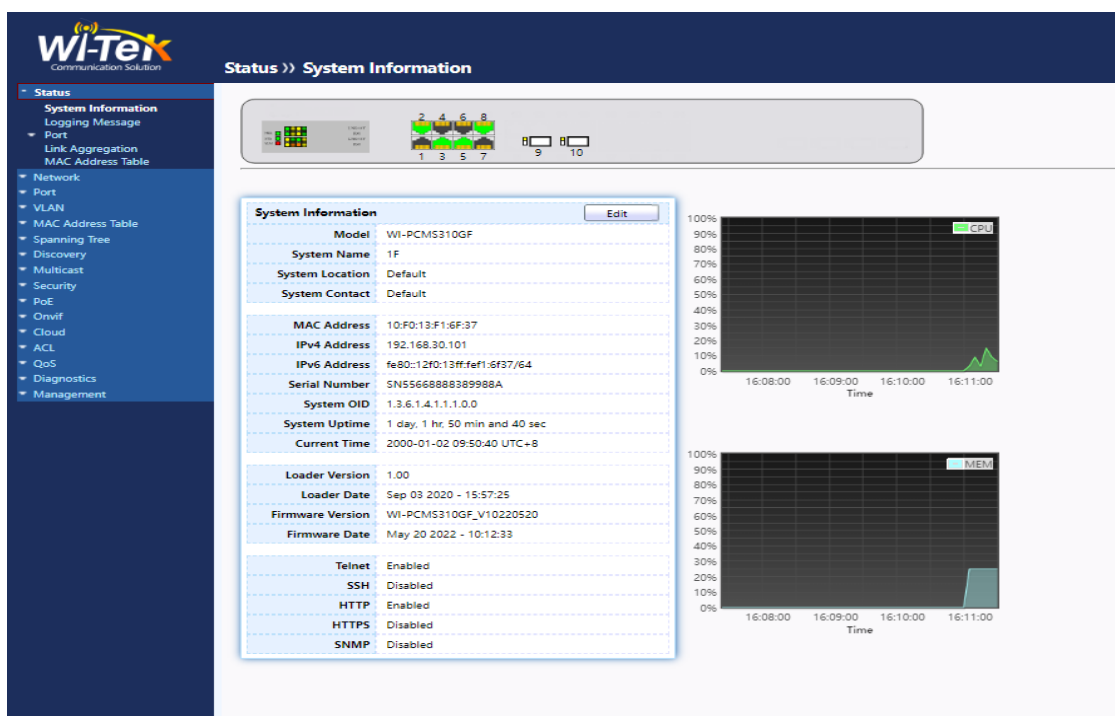 Wi-Tek
Communication Solution
Status >> System Information
Status
System Information
Logging Message
Port
Link Aggregation
MAC Address Table
Network
Port
VLAN
MAC Address Table
Spanning Tree
Discovery
Multicast
Security
PoE
Onvif
Cloud
ACL
QoS
Diagnostics
Management
2 4 6 8
1 3 5 7 9 10
System Information Edit
Model WI-PCMS310GF
System Name 1F
System Location Default
System Contact Default
MAC Address 10:F0:13:F1:6F:37
IPv4 Address 192.168.30.101
IPv6 Address fe80::12f0:13ff:fef1:6f37/64
Serial Number SN55668888389988A
System OID 1.3.6.1.4.1.1.1.0.0
System Uptime 1 day, 1 hr, 50 min and 40 sec
Current Time 2000-01-02 09:50:40 UTC+8
Loader Version 1.00
Loader Date Sep 03 2020 - 15:57:25
Firmware Version WI-PCMS310GF_V10220520
Firmware Date May 20 2022 - 10:12:33
Telnet Enabled
SSH Disabled
HTTP Enabled
HTTPS Disabled
SNMP Disabled
CPU
100%
90%
80%
70%
60%
50%
40%
30%
20%
10%
0%
16:08:00 16:09:00 16:10:00 16:11:00
Time
MEM
100%
90%
80%
70%
60%
50%
40%
30%
20%
10%
0%
16:08:00 16:09:00 16:10:00 16:11:00
Time